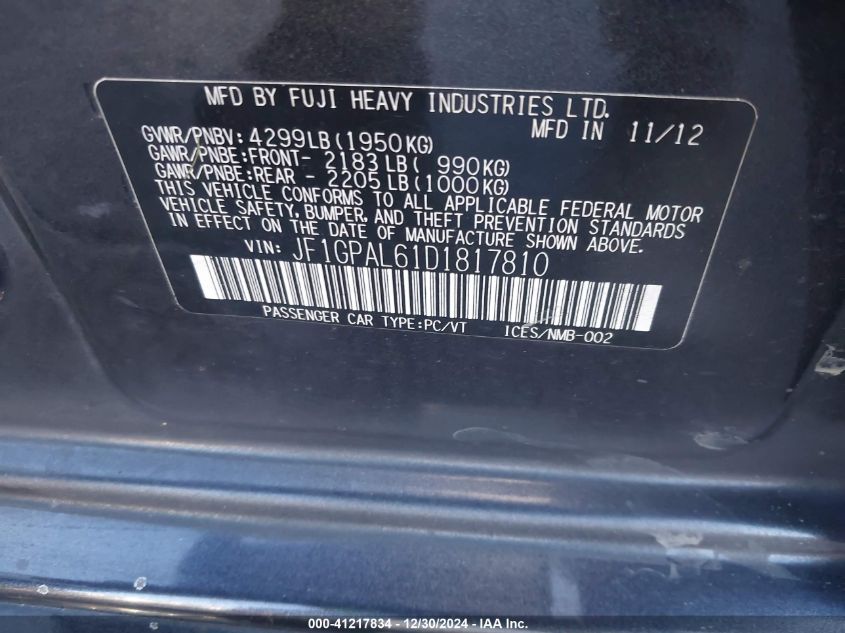 MFD BY FUJI HEAVY INDUSTRIES LTD.
MFD IN 11/12
GVWR/PNBV: 4299LB(1950KG)
GAWR/PNBE:FRONT- 2183LB( 990KG)
GAWR/PNBE:REAR - 2205LB(1000KG)
THIS VEHICLE CONFORMS TO ALL APPLICABLE FEDERAL MOTOR
VEHICLE SAFETY, BUMPER, AND THEFT PREVENTION STANDARDS
IN EFFECT ON THE DATE OF MANUFACTURE SHOWN ABOVE.
VIN: JF1GPAL61D1817810
PASSENGER CAR TYPE:PC/VT ICES/NMB-002
000-41217834 - 12/30/2024 - IAA Inc.